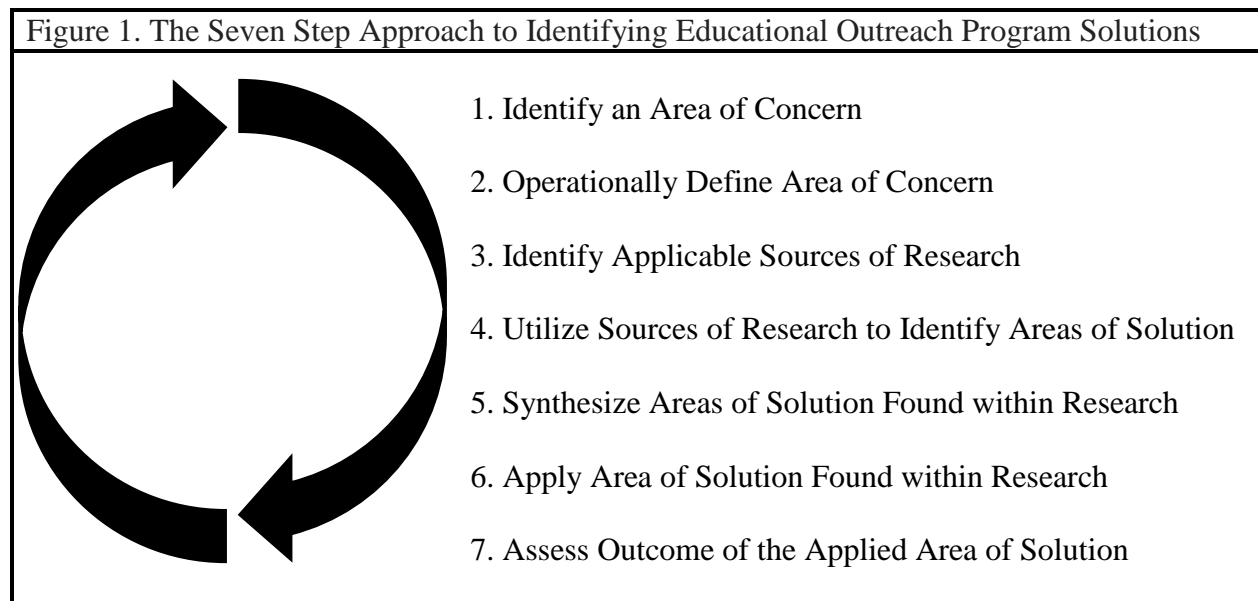 Figure 1. The Seven Step Approach to Identifying Educational Outreach Program Solutions
1. Identify an Area of Concern
2. Operationally Define Area of Concern
3. Identify Applicable Sources of Research
4. Utilize Sources of Research to Identify Areas of Solution
5. Synthesize Areas of Solution Found within Research
6. Apply Area of Solution Found within Research
7. Assess Outcome of the Applied Area of Solution